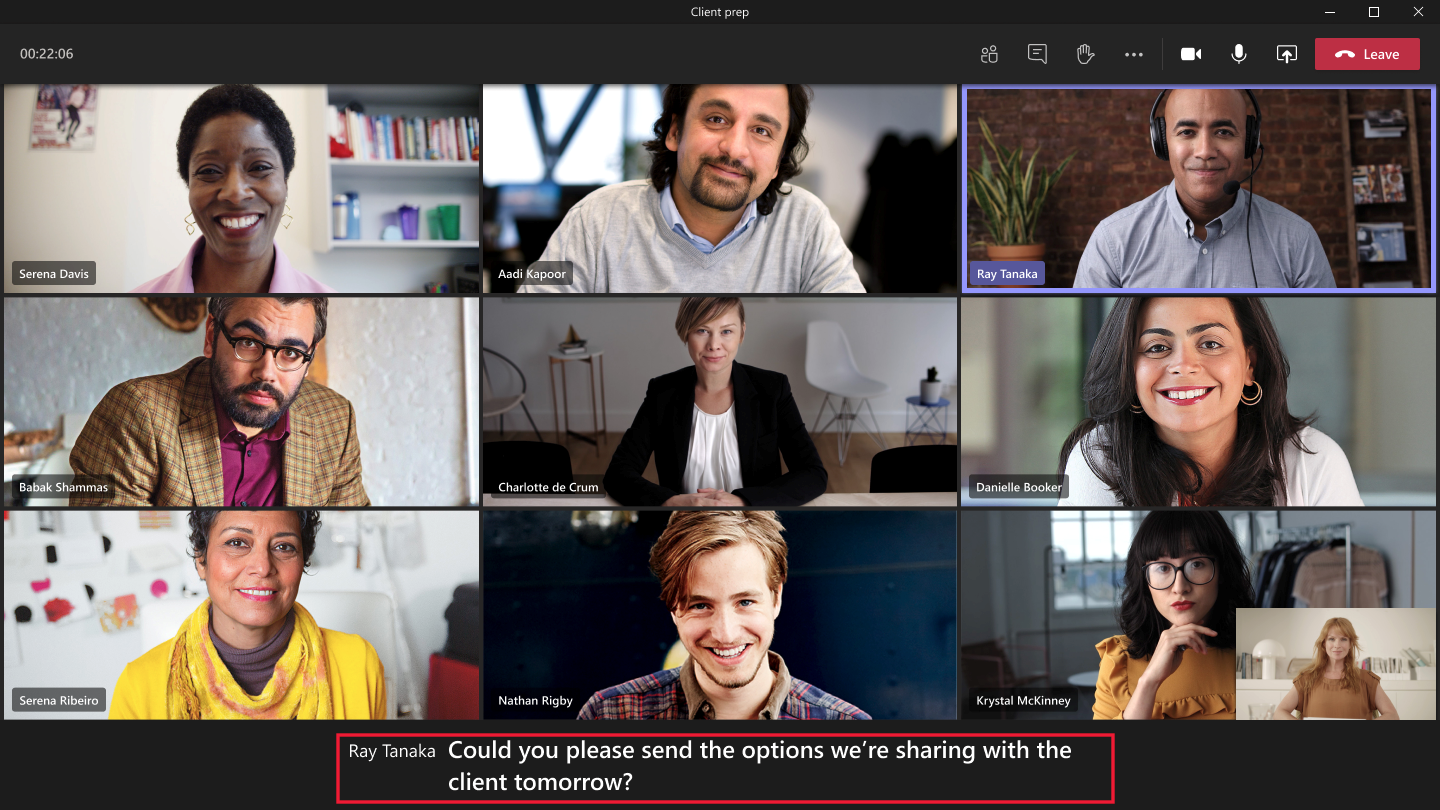 Client prep
00:22:06
Leave
Serena Davis
Aadi Kapoor
Ray Tanaka
Babak Shammas
Charlotte de Crum
Danielle Booker
Serena Ribeiro
Nathan Rigby
Krystal McKinney
Ray Tanaka Could you please send the options we're sharing with the
client tomorrow?